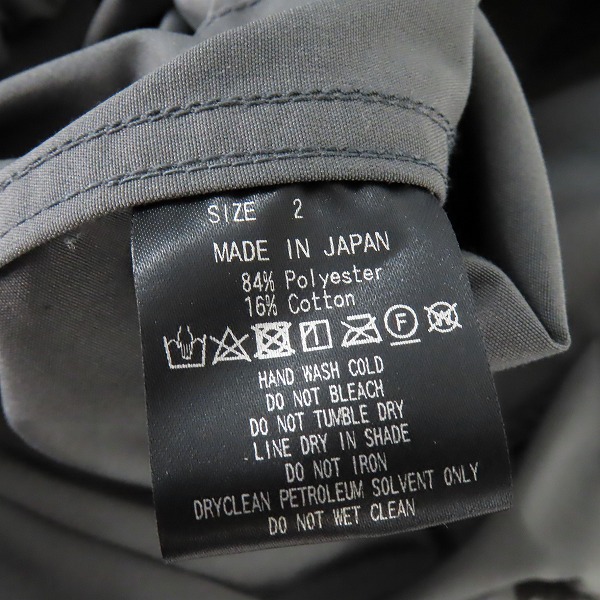 SIZE 2
MADE IN JAPAN
84% Polyester
16% Cotton
F W
HAND WASH COLD
DO NOT BLEACH
DO NOT TUMBLE DRY
LINE DRY IN SHADE
DO NOT IRON
DRYCLEAN PETROLEUM SOLVENT ONLY
DO NOT WET CLEAN